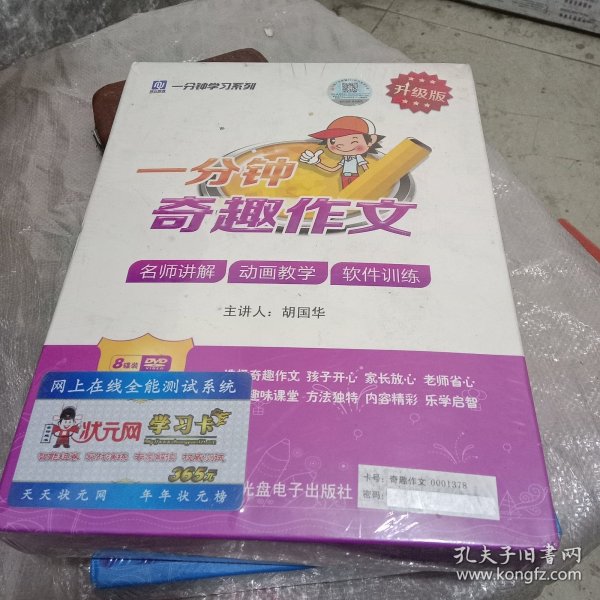 一分钟学习系列
升级版
一分钟
奇趣作文
名师讲解 动画教学 软件训练
主讲人：胡国华
8碟装 DVD
VIDEO
奇趣作文 孩子开心 家长放心 老师省心
趣味课堂 方法独特 内容精彩 乐学启智
网上在线全能测试系统
状元网 学习卡
365元
天天状元网 年年状元榜
光盘电子出版社
卡号：奇趣作文 0001378
密码：
孔夫子旧书网
www.kongfz.com